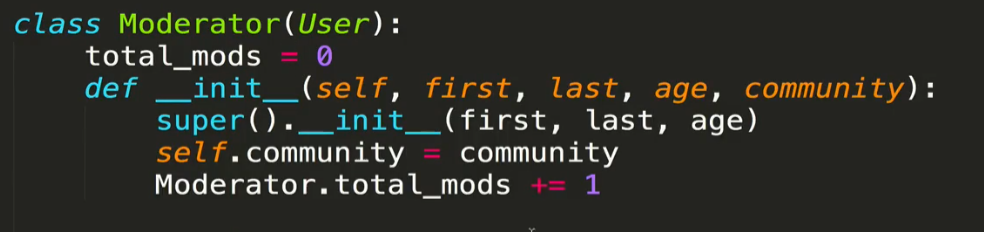 class Moderator(User):
    total_mods = 0
    def __init__(self, first, last, age, community):
        super().__init__(first, last, age)
        self.community = community
        Moderator.total_mods += 1